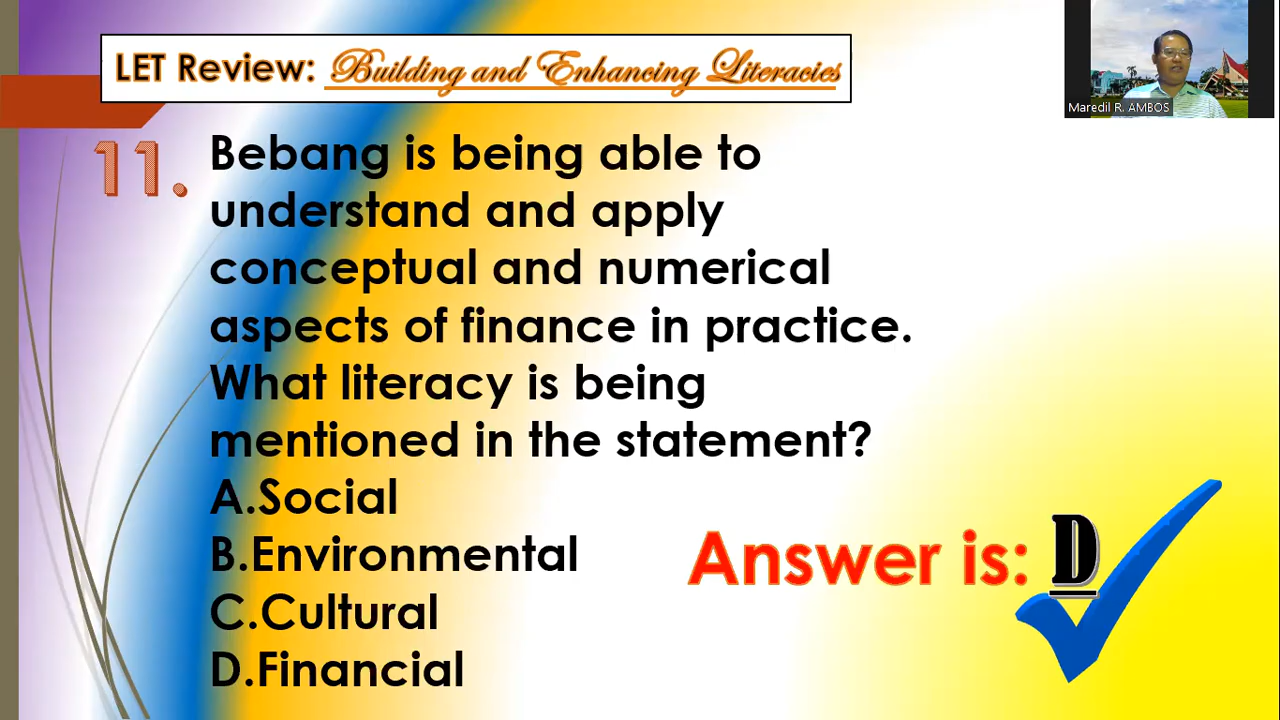 LET Review: Building and Enhancing Literacies
Maredil R. AMBOS
11. Bebang is being able to
understand and apply
conceptual and numerical
aspects of finance in practice.
What literacy is being
mentioned in the statement?
A.Social
B.Environmental
C.Cultural
D.Financial
Answer is: D